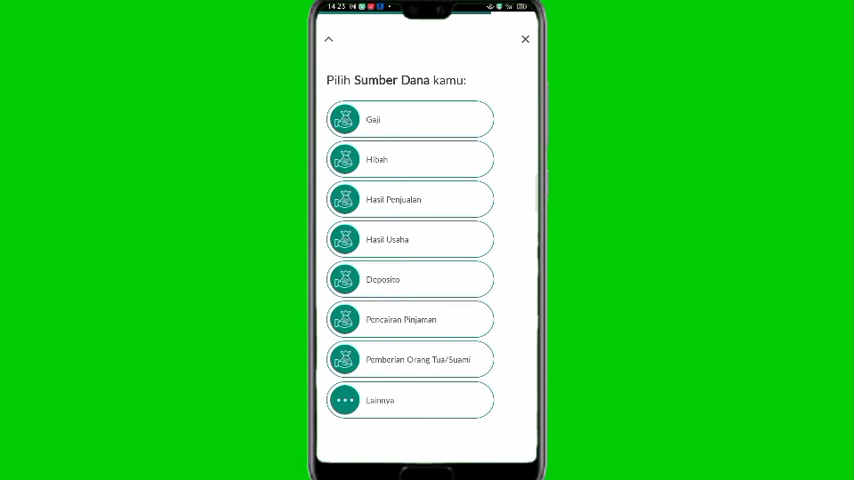 14.23
Pilih Sumber Dana kamu:
Gaji
Hibah
Hasil Penjualan
Hasil Usaha
Deposito
Pencairan Pinjaman
Pemberian Orang Tua/Suami
Lainnya